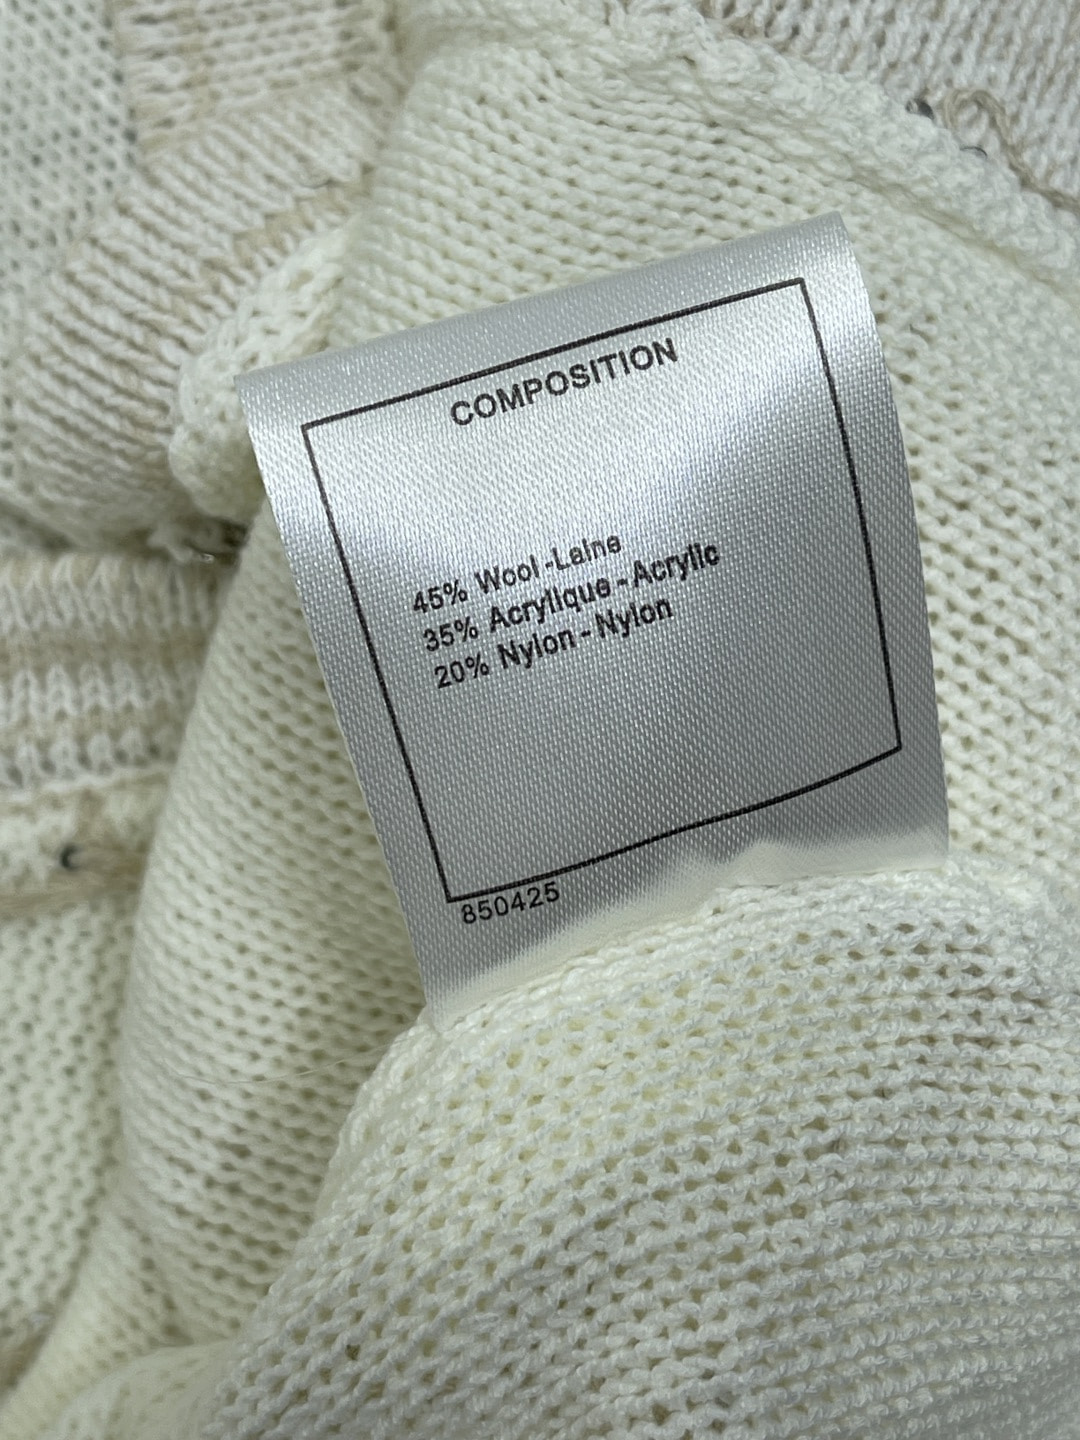 COMPOSITION
45% Wool-Laine
35% Acrylique-Acrylic
20% Nylon-Nylon
850425